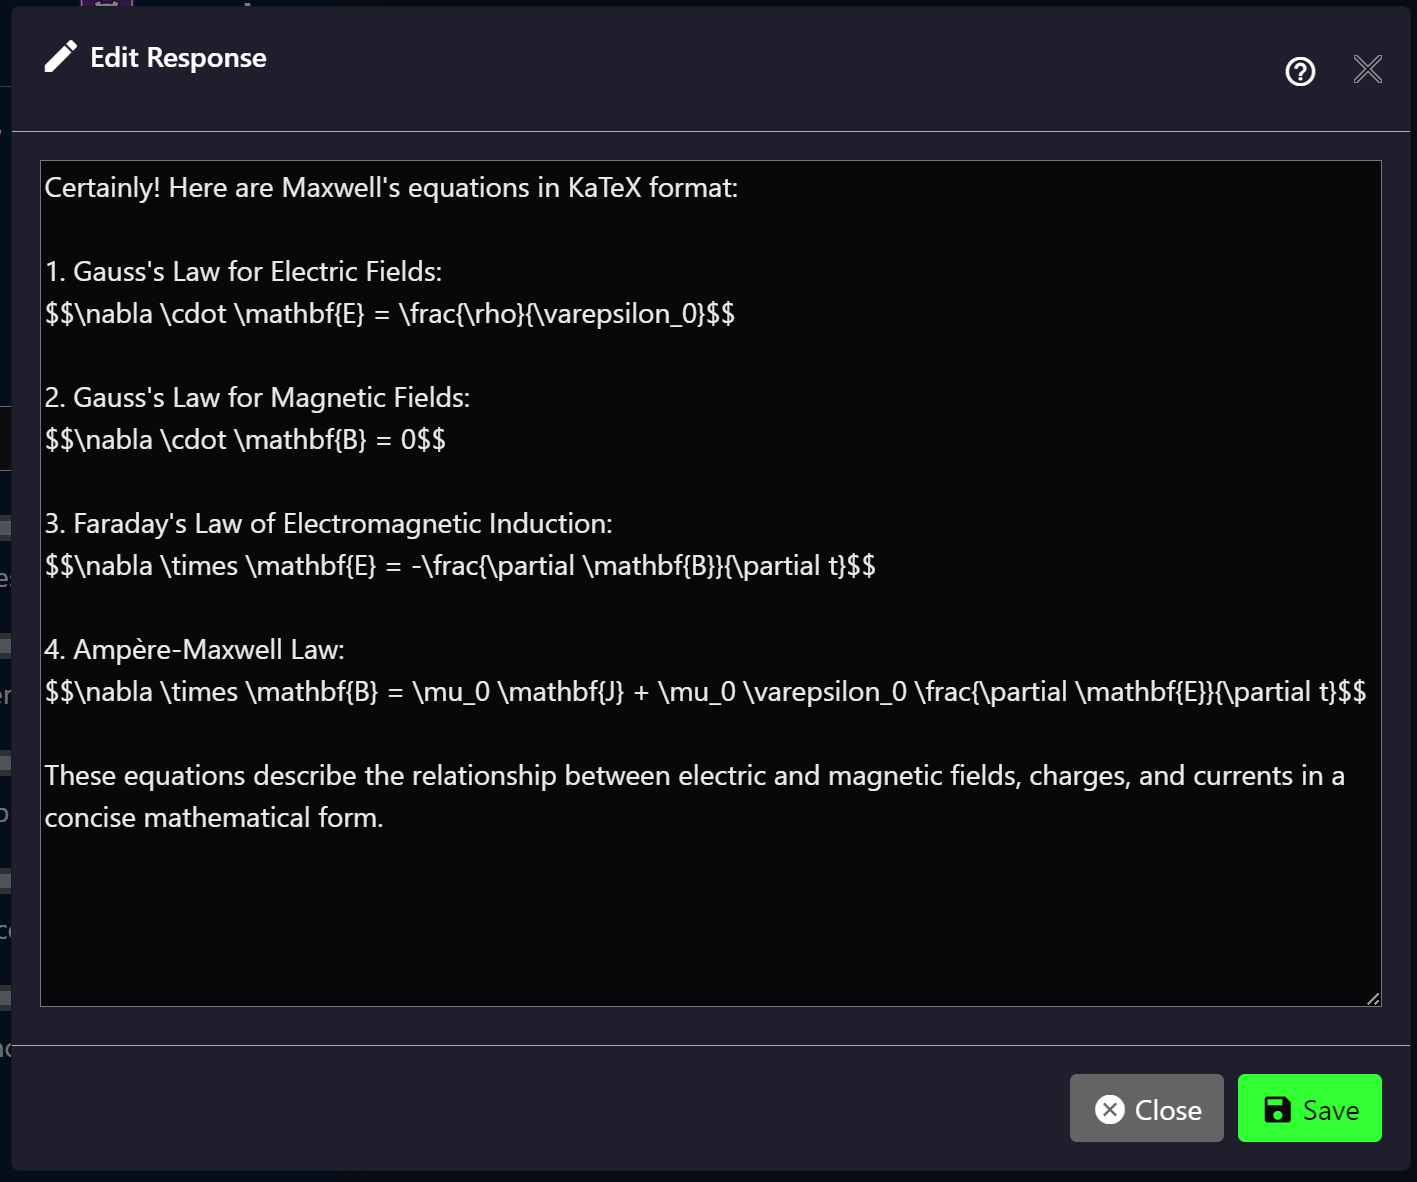 Edit Response
Certainly! Here are Maxwell's equations in KaTeX format:
1. Gauss's Law for Electric Fields:
$$\nabla \cdot \mathbf{E} = \frac{\rho}{\varepsilon_0}$$
2. Gauss's Law for Magnetic Fields:
$$\nabla \cdot \mathbf{B} = 0$$
3. Faraday's Law of Electromagnetic Induction:
$$\nabla \times \mathbf{E} = -\frac{\partial \mathbf{B}}{\partial t}$$
4. Ampère-Maxwell Law:
$$\nabla \times \mathbf{B} = \mu_0 \mathbf{J} + \mu_0 \varepsilon_0 \frac{\partial \mathbf{E}}{\partial t}$$
These equations describe the relationship between electric and magnetic fields, charges, and currents in a
concise mathematical form.
Close
Save